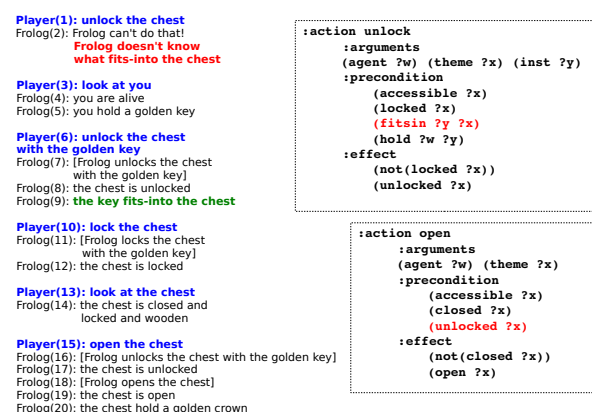 Player(1): unlock the chest
Frolog(2): Frolog can't do that!
Frolog doesn't know
what fits-into the chest
Player(3): look at you
Frolog(4): you are alive
Frolog(5): you hold a golden key
Player(6): unlock the chest
with the golden key
Frolog(7): [Frolog unlocks the chest
with the golden key]
Frolog(8): the chest is unlocked
Frolog(9): the key fits-into the chest
Player(10): lock the chest
Frolog(11): [Frolog locks the chest
with the golden key]
Frolog(12): the chest is locked
Player(13): look at the chest
Frolog(14): the chest is closed and
locked and wooden
Player(15): open the chest
Frolog(16): [Frolog unlocks the chest with the golden key]
Frolog(17): the chest is unlocked
Frolog(18): [Frolog opens the chest]
Frolog(19): the chest is open
Frolog(20): the chest hold a golden crown
:action unlock
:arguments
(agent ?w) (theme ?x) (inst ?y)
:precondition
(accessible ?x)
(locked ?x)
(fitsin ?y ?x)
(hold ?w ?y)
:effect
(not(locked ?x))
(unlocked ?x)
:action open
:arguments
(agent ?w) (theme ?x)
:precondition
(accessible ?x)
(closed ?x)
(unlocked ?x)
:effect
(not(closed ?x))
(open ?x)